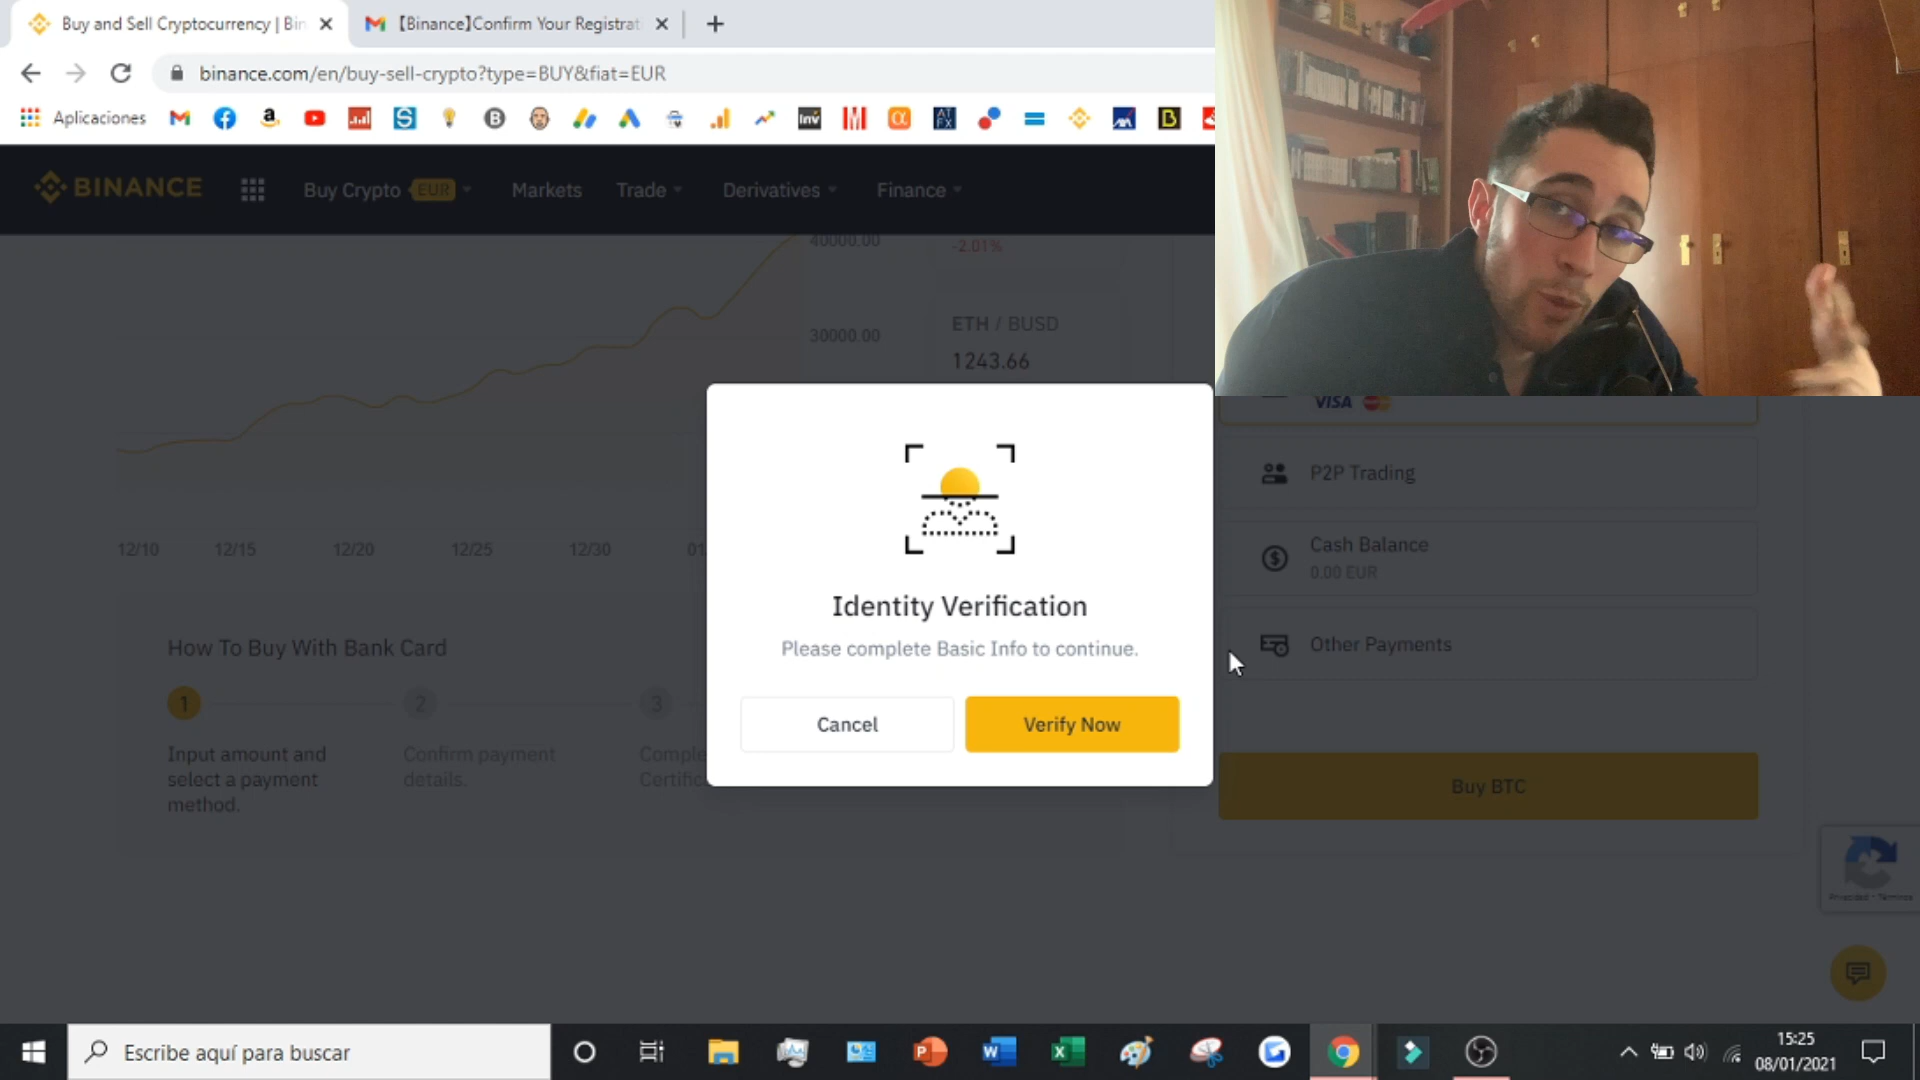 Buy and Sell Cryptocurrency | Bin
【Binance】Confirm Your Registrat
binance.com/en/buy-sell-crypto?type=BUY&fiat=EUR
Aplicaciones
BINANCE
Buy Crypto EUR
Markets
Trade
Derivatives
Finance
40000.00
-2.01%
30000.00
ETH / BUSD
1243.66
VISA
P2P Trading
Cash Balance
0.00 EUR
Other Payments
12/10
12/15
12/20
12/25
12/30
01
Identity Verification
Please complete Basic Info to continue.
Cancel
Verify Now
How To Buy With Bank Card
1
2
3
Input amount and
select a payment
method.
Confirm payment
details.
Comple
Certific
Buy BTC
Privacidad - Términos
Escribe aquí para buscar
15:25
08/01/2021